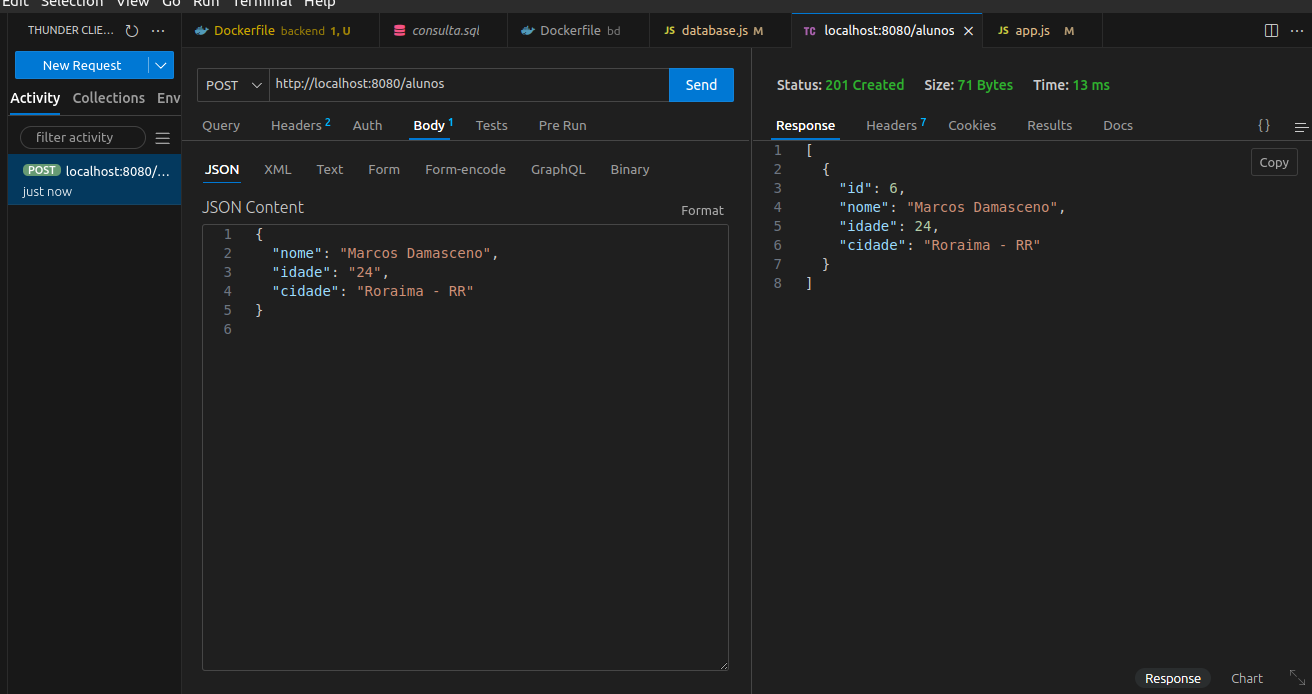 Edit Selection View Go Run Terminal Help
THUNDER CLIE... ···
Dockerfile backend 1, U
consulta.sql
Dockerfile bd
JS database.js M
TC localhost:8080/alunos
JS app.js M
···
New Request
Activity Collections Env
filter activity
POST localhost:8080/...
just now
POST http://localhost:8080/alunos Send
Query Headers 2 Auth Body 1 Tests Pre Run
JSON XML Text Form Form-encode GraphQL Binary
JSON Content Format
1 {
2 "nome": "Marcos Damasceno",
3 "idade": "24",
4 "cidade": "Roraima - RR"
5 }
6
Status: 201 Created Size: 71 Bytes Time: 13 ms
Response Headers 7 Cookies Results Docs {}
Copy
1 [
2 {
3 "id": 6,
4 "nome": "Marcos Damasceno",
5 "idade": 24,
6 "cidade": "Roraima - RR"
7 }
8 ]
Response Chart